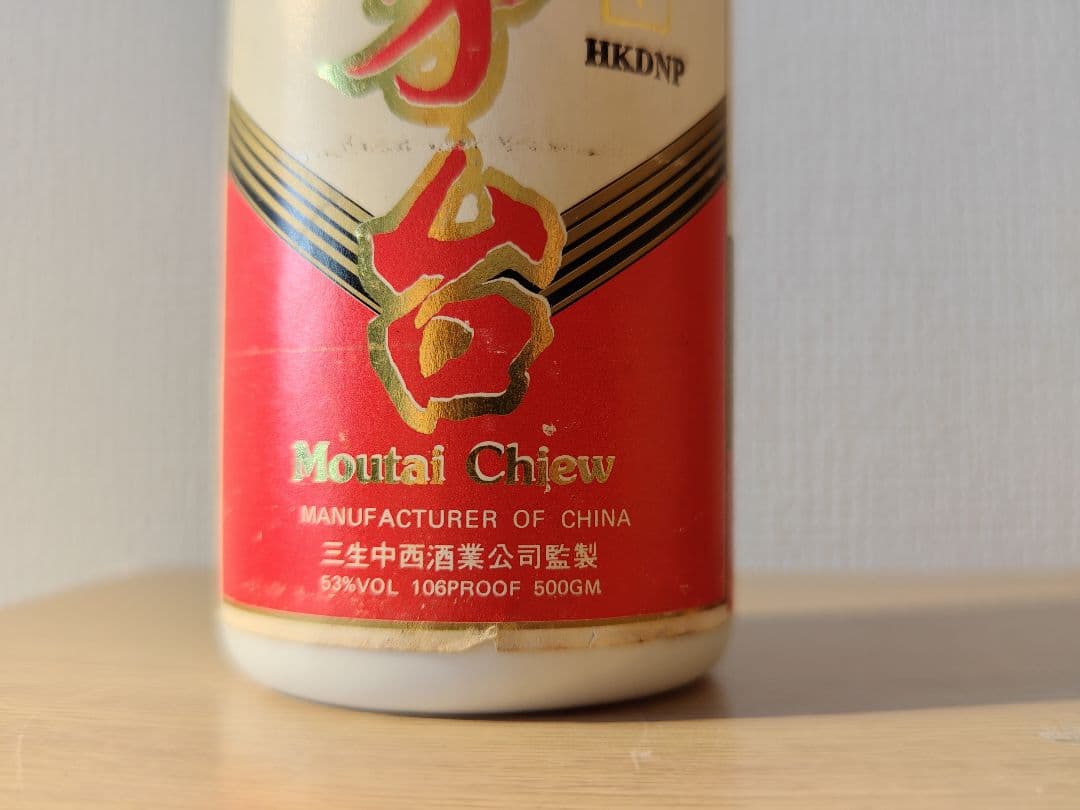 HKDNP
茅
台
Moutai Chiew
MANUFACTURER OF CHINA
三生中西酒業公司監製
53%VOL 106PROOF 500GM